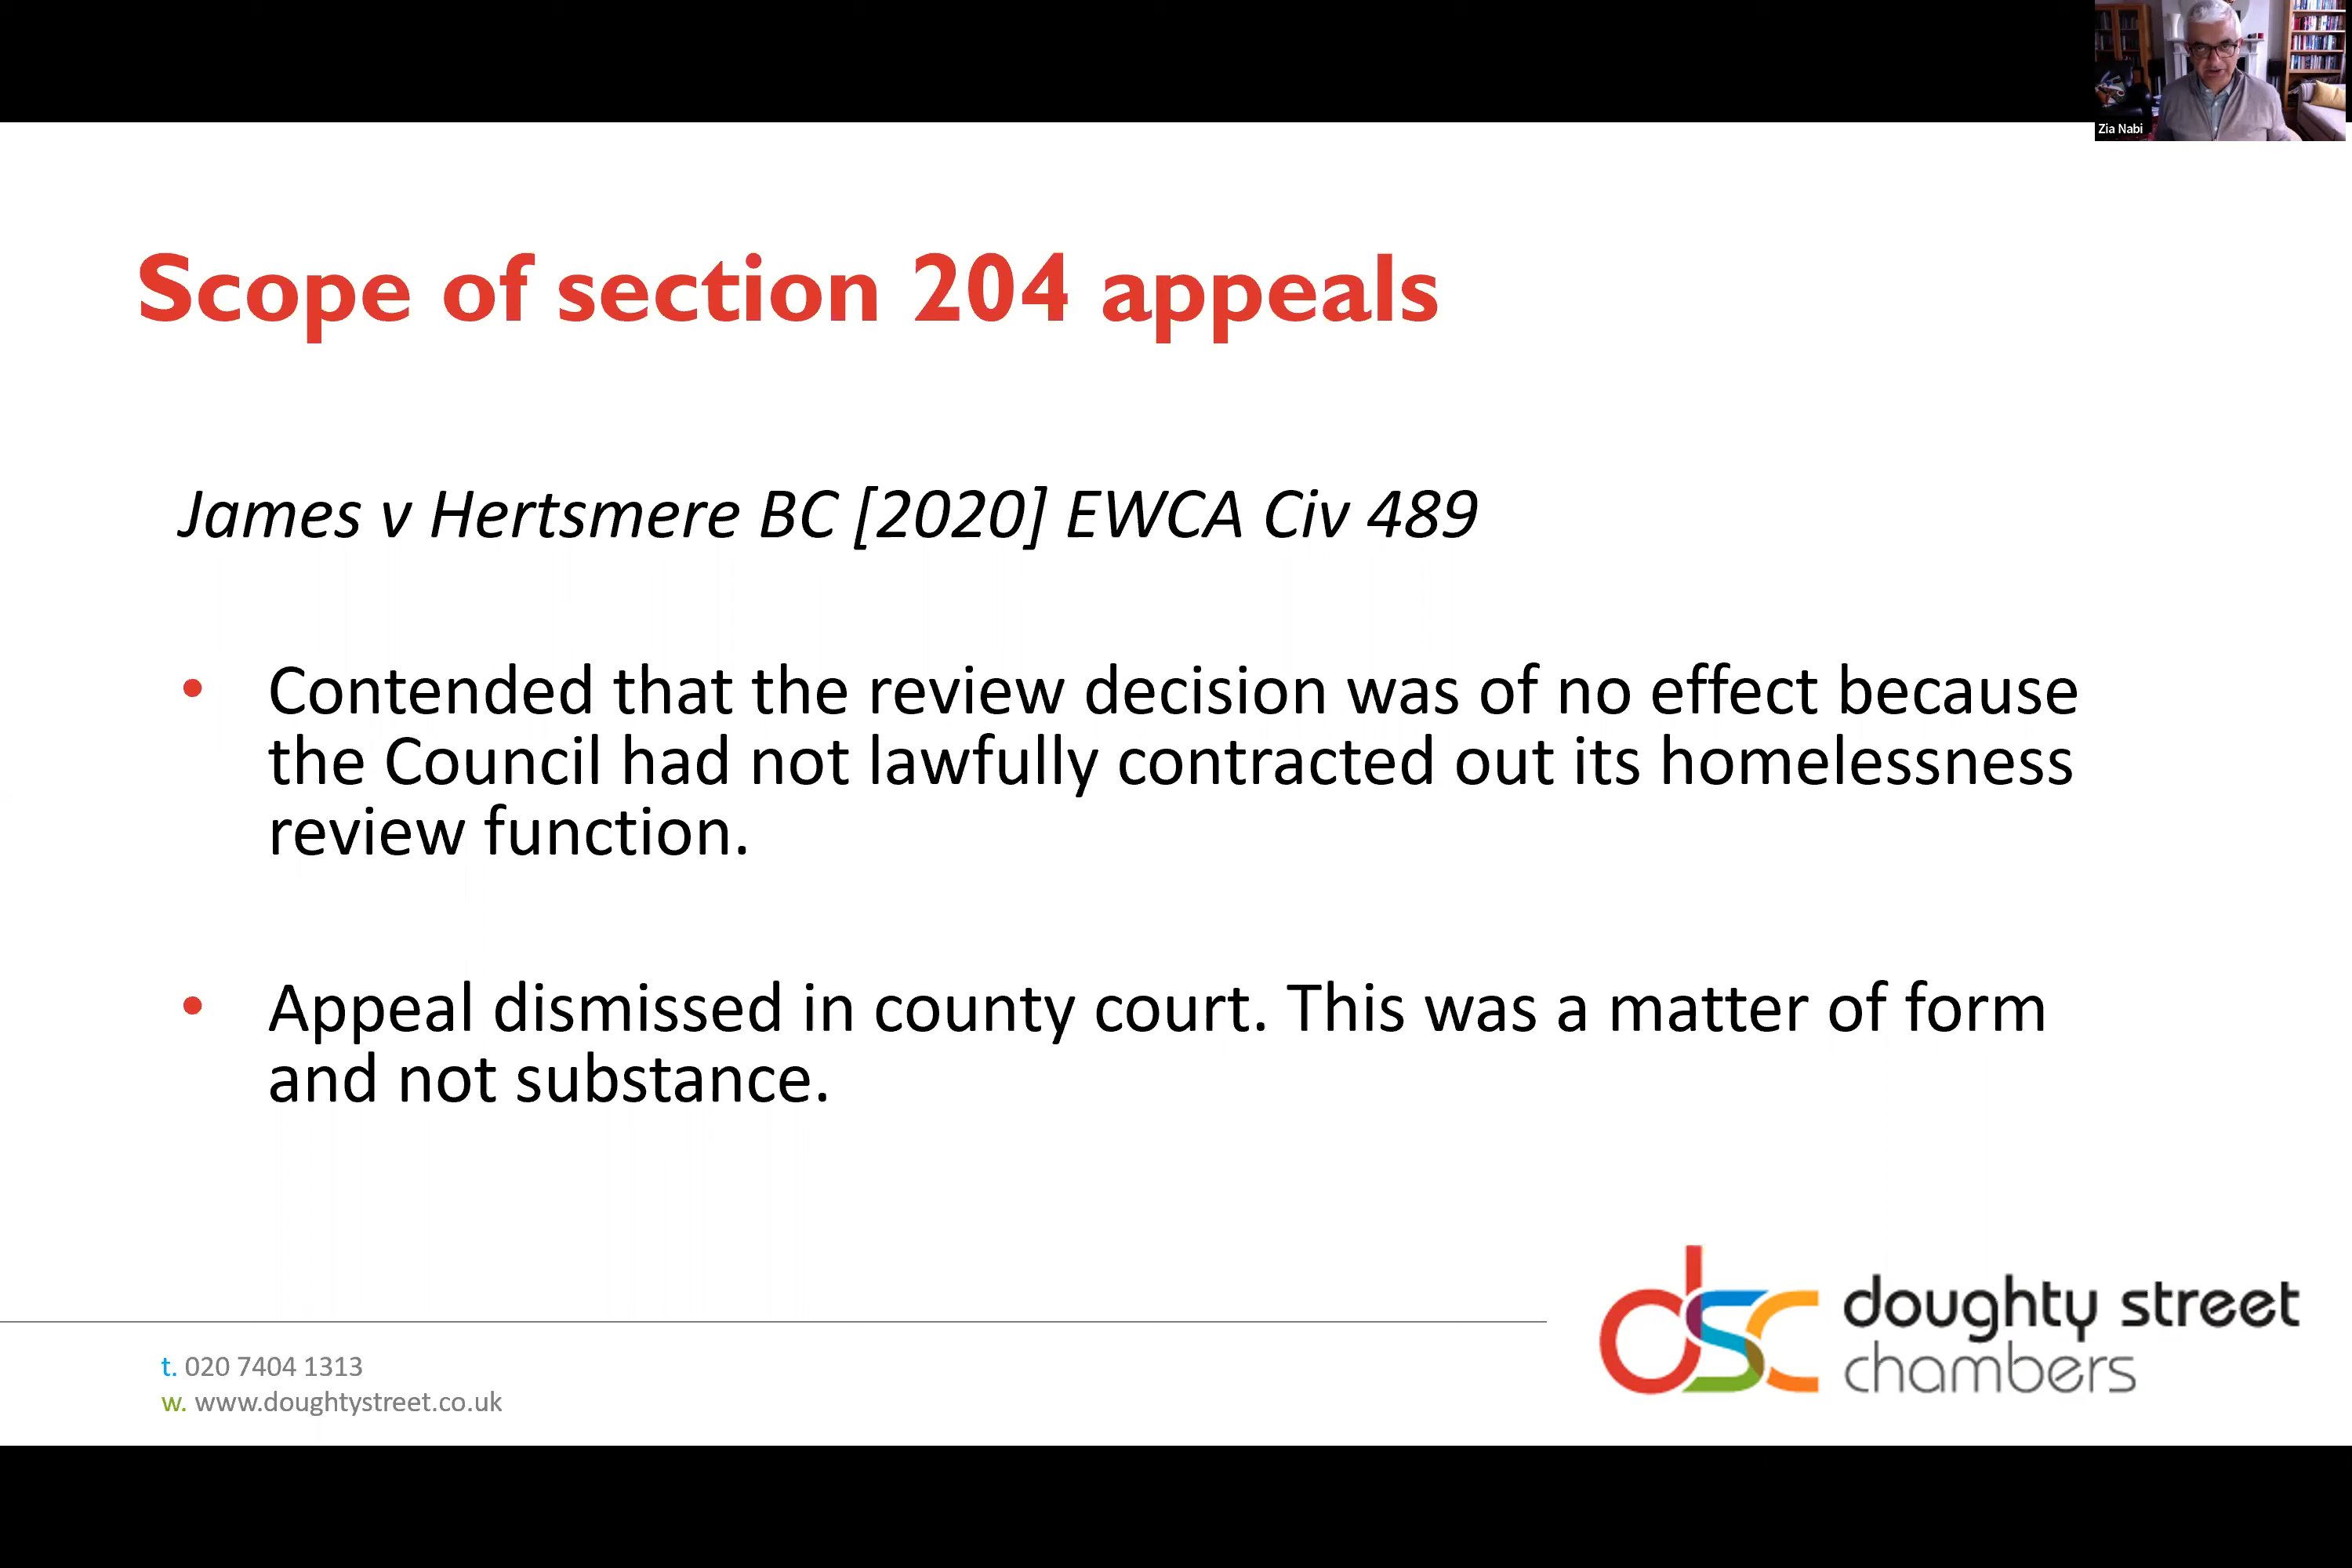 Zia Nabi
Scope of section 204 appeals
James v Hertsmere BC [2020] EWCA Civ 489
• Contended that the review decision was of no effect because
the Council had not lawfully contracted out its homelessness
review function.
• Appeal dismissed in county court. This was a matter of form
and not substance.
t. 020 7404 1313
w. www.doughtystreet.co.uk
dsc
doughty street
chambers